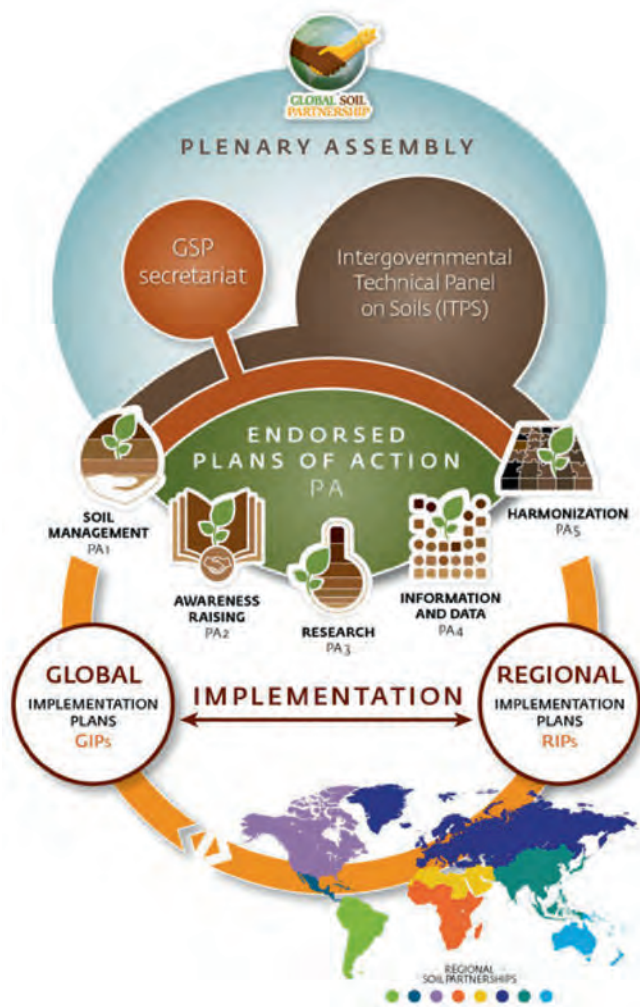 GLOBAL SOIL
PARTNERSHIP
PLENARY ASSEMBLY
GSP
secretariat
Intergovernmental
Technical Panel
on Soils (ITPS)
ENDORSED
PLANS OF ACTION
PA
SOIL
MANAGEMENT
PA1
AWARENESS
RAISING
PA2
RESEARCH
PA3
INFORMATION
AND DATA
PA4
HARMONIZATION
PA5
GLOBAL
IMPLEMENTATION
PLANS
GIPs
IMPLEMENTATION
REGIONAL
IMPLEMENTATION
PLANS
RIPs
REGIONAL
SOIL PARTNERSHIPS